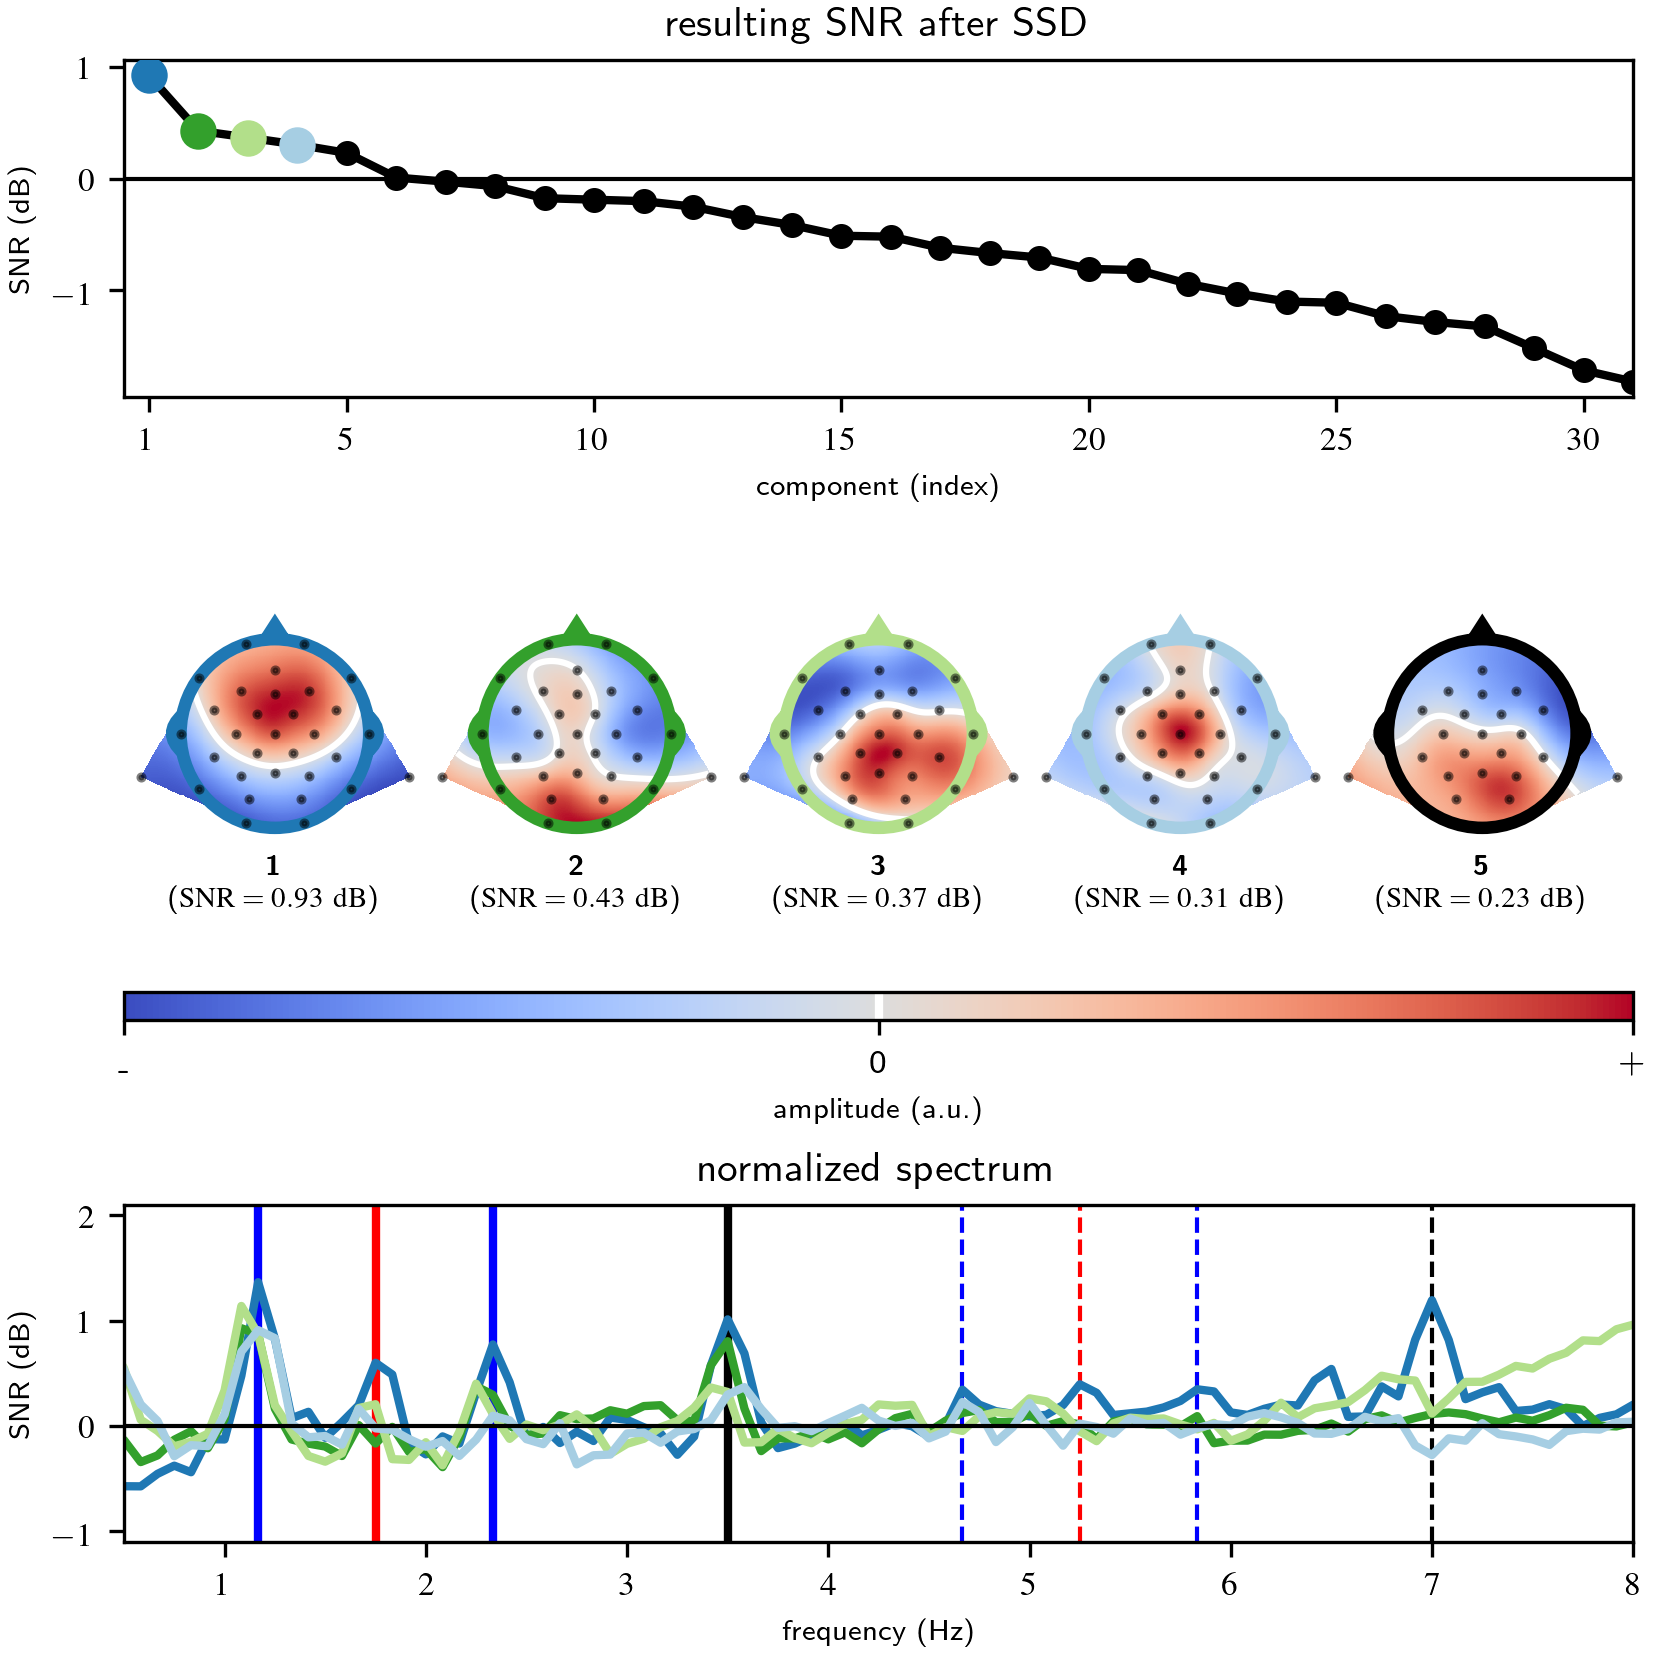 resulting SNR after SSD
1
0
−1
SNR (dB)
1 5 10 15 20 25 30
component (index)
1 2 3 4 5
(SNR = 0.93 dB) (SNR = 0.43 dB) (SNR = 0.37 dB) (SNR = 0.31 dB) (SNR = 0.23 dB)
- 0 +
amplitude (a.u.)
normalized spectrum
2
1
0
−1
SNR (dB)
1 2 3 4 5 6 7 8
frequency (Hz)